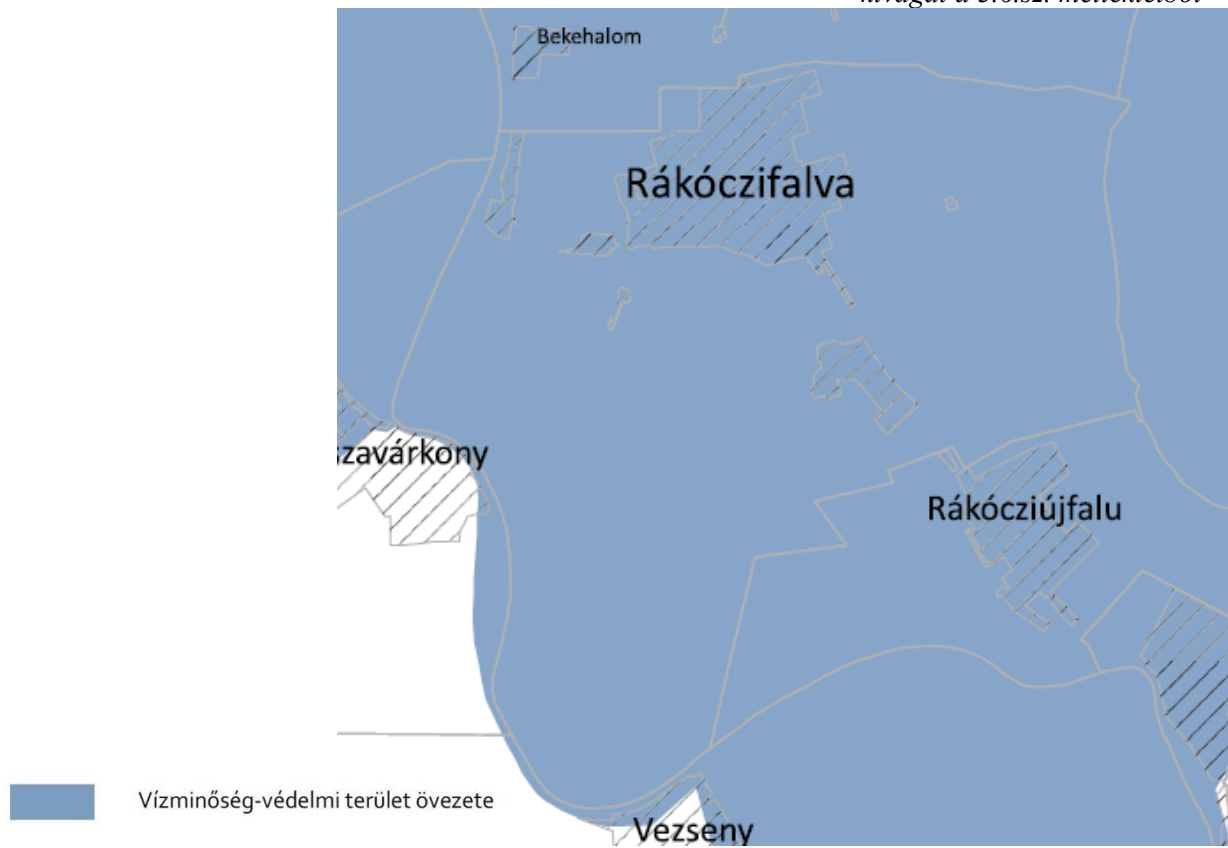 Bekehalom
Rákóczifalva
zavárkony
Rákócziújfalu
Vízminőség-védelmi terület övezete
Vezseny